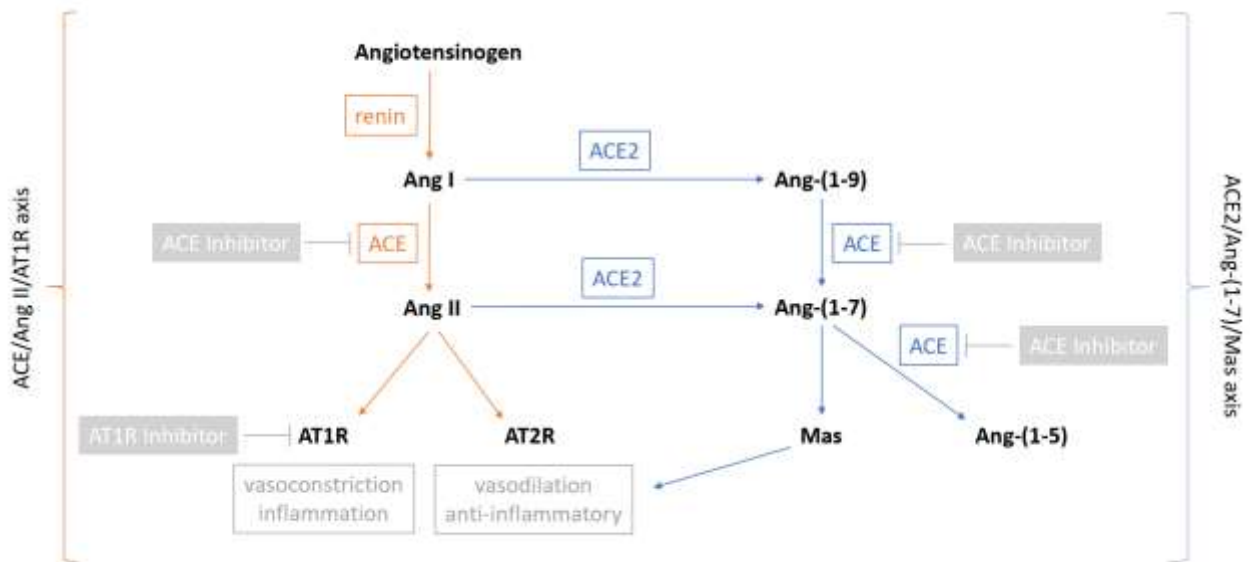 Angiotensinogen
renin
ACE2
Ang I
Ang-(1-9)
ACE Inhibitor
ACE
ACE
ACE Inhibitor
ACE2
Ang II
Ang-(1-7)
ACE
ACE Inhibitor
AT1R Inhibitor
AT1R
AT2R
Mas
Ang-(1-5)
vasoconstriction
inflammation
vasodilation
anti-inflammatory
ACE/Ang II/AT1R axis
ACE2/Ang-(1-7)/Mas axis